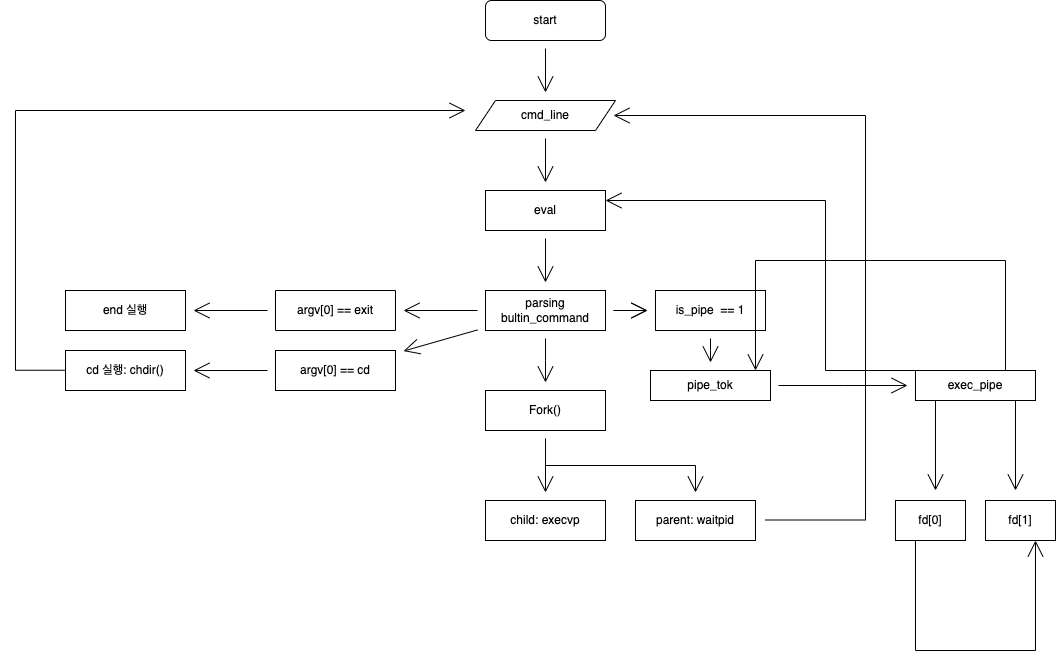 start
cmd_line
eval
end 실행
argv[0] == exit
parsing
bultin_command
is_pipe == 1
cd 실행: chdir()
argv[0] == cd
pipe_tok
exec_pipe
Fork()
child: execvp
parent: waitpid
fd[0]
fd[1]